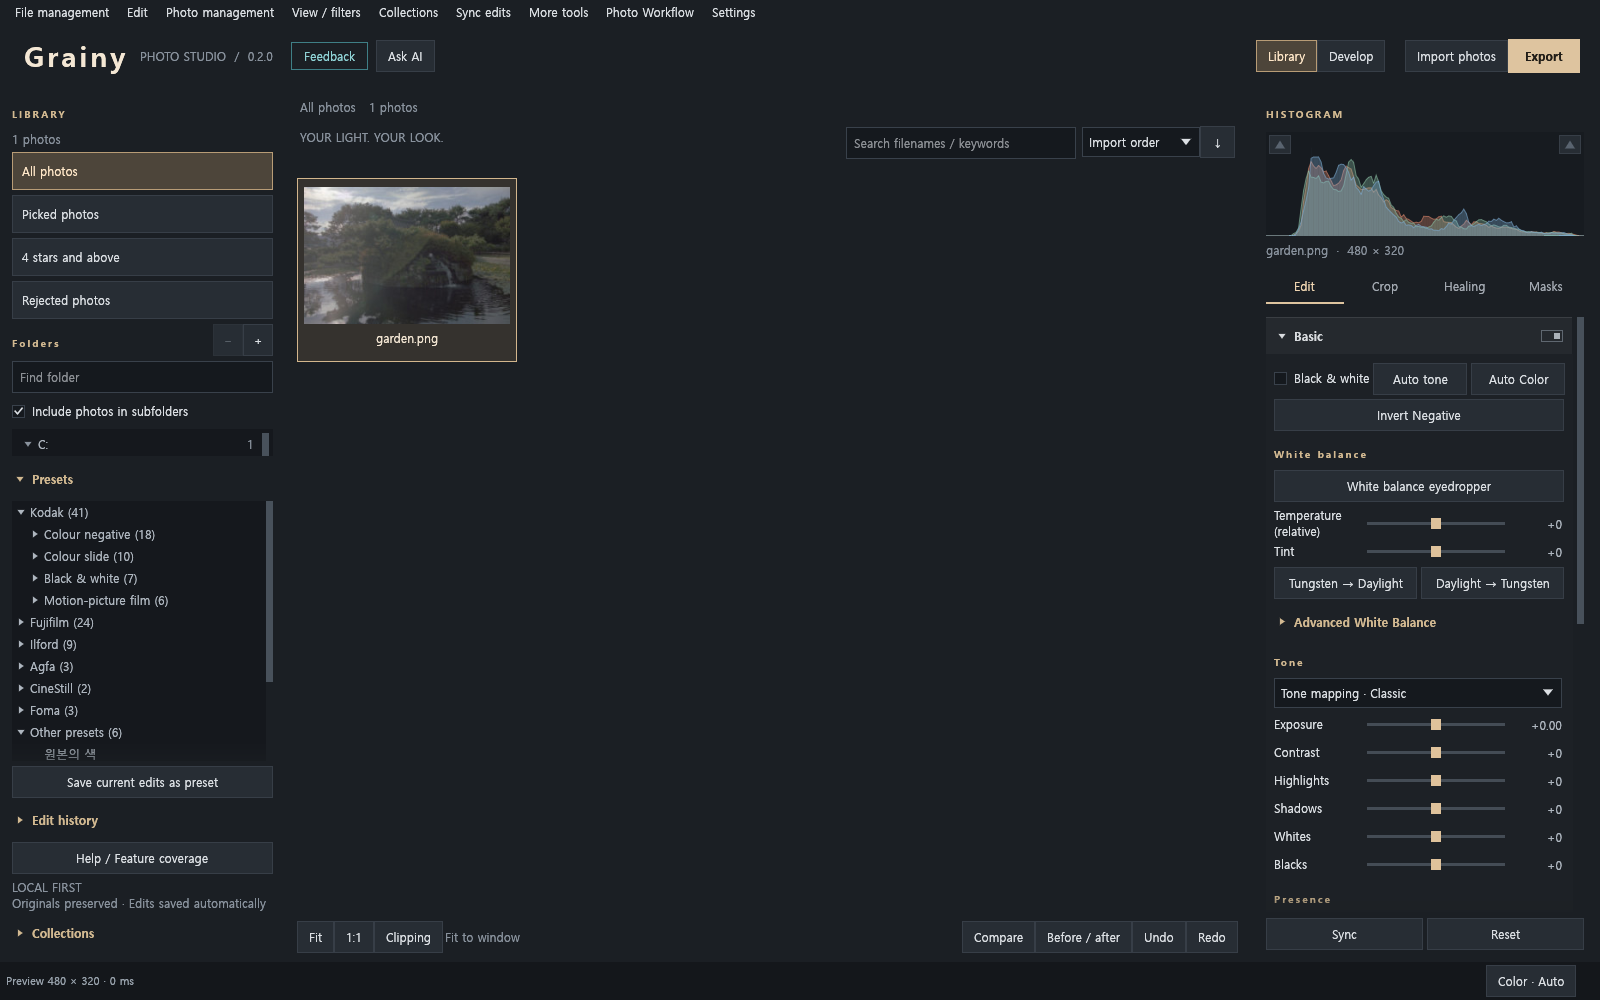 File management Edit Photo management View / filters Collections Sync edits More tools Photo Workflow Settings
Grainy PHOTO STUDIO / 0.2.0 Feedback Ask AI Library Develop Import photos Export
LIBRARY
1 photos
All photos
Picked photos
4 stars and above
Rejected photos
Folders − +
Find folder
Include photos in subfolders
C: 1
Presets
Kodak (41)
Colour negative (18)
Colour slide (10)
Black & white (7)
Motion-picture film (6)
Fujifilm (24)
Ilford (9)
Agfa (3)
CineStill (2)
Foma (3)
Other presets (6)
원본의 색
Save current edits as preset
Edit history
Help / Feature coverage
LOCAL FIRST
Originals preserved · Edits saved automatically
Collections
All photos 1 photos
YOUR LIGHT. YOUR LOOK.
Search filenames / keywords Import order ↓
garden.png
Fit 1:1 Clipping Fit to window Compare Before / after Undo Redo
HISTOGRAM
garden.png · 480 × 320
Edit Crop Healing Masks
Basic
Black & white Auto tone Auto Color
Invert Negative
White balance
White balance eyedropper
Temperature
(relative) +0
Tint +0
Tungsten → Daylight Daylight → Tungsten
Advanced White Balance
Tone
Tone mapping · Classic
Exposure +0.00
Contrast +0
Highlights +0
Shadows +0
Whites +0
Blacks +0
Presence
Sync Reset
Preview 480 × 320 · 0 ms Color · Auto